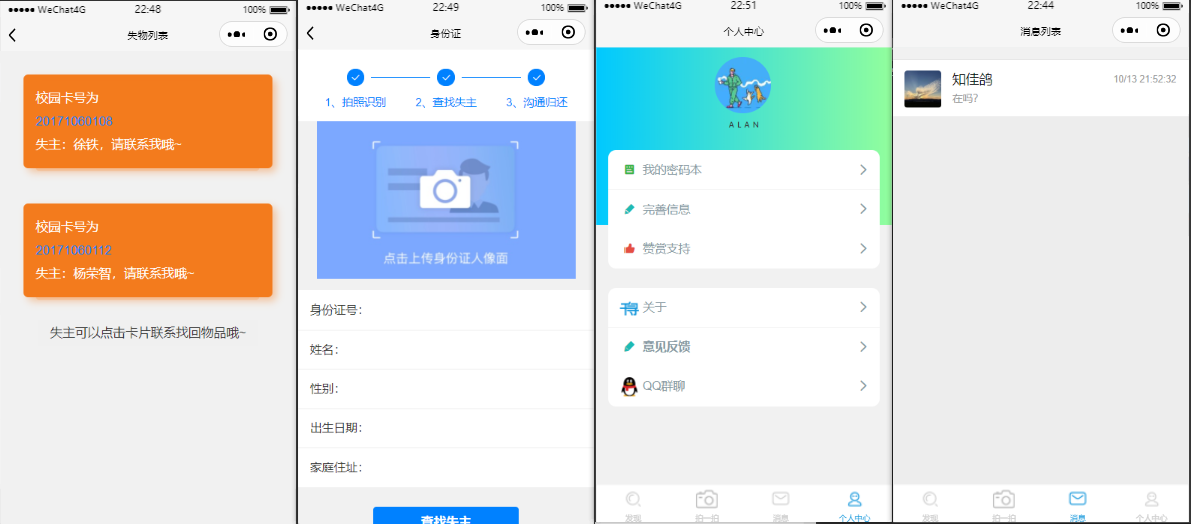 WeChat4G 22:48 100%
失物列表
校园卡号为
20171060108
失主：徐铁，请联系我哦~
校园卡号为
20171060112
失主：杨荣智，请联系我哦~
失主可以点击卡片联系找回物品哦~
WeChat4G 22:49 100%
身份证
1、拍照识别 2、查找失主 3、沟通归还
点击上传身份证人像面
身份证号：
姓名：
性别：
出生日期：
家庭住址：
查找失主
WeChat4G 22:51 100%
个人中心
ALAN
我的密码本
完善信息
赞赏支持
关于
意见反馈
QQ群聊
发现 拍一拍 消息 个人中心
WeChat4G 22:44 100%
消息列表
知佳鸽 10/13 21:52:32
在吗?
发现 拍一拍 消息 个人中心